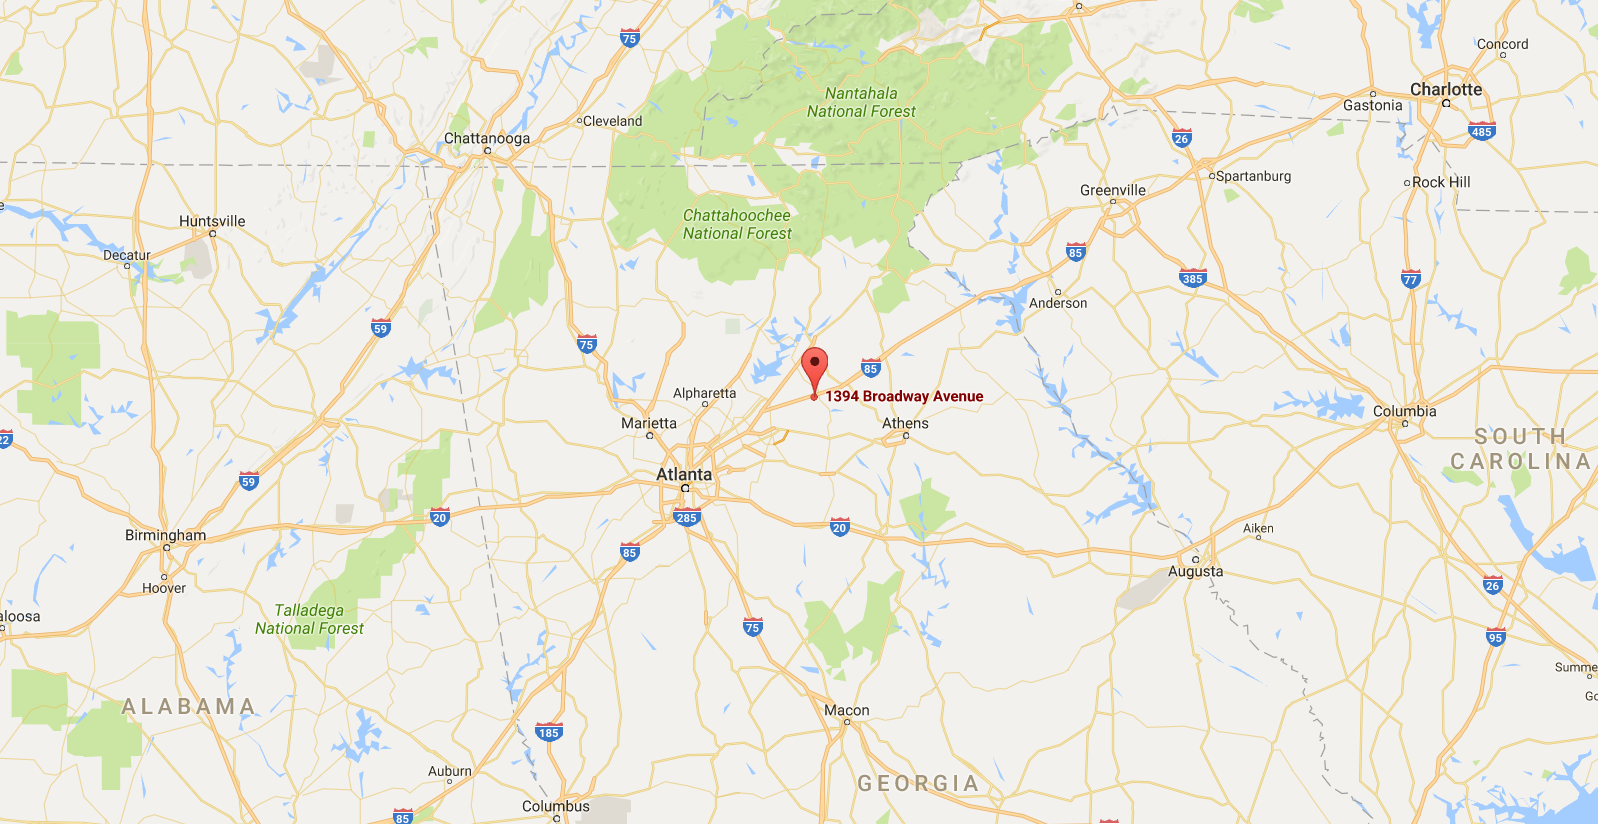 75
Concord
Charlotte
Nantahala
National Forest
Gastonia
Cleveland
485
Chattanooga
26
Spartanburg
Rock Hill
Greenville
Huntsville
Chattahoochee
National Forest
Decatur
85
385
77
Anderson
59
75
85
Alpharetta
1394 Broadway Avenue
Columbia
Marietta
Athens
22
SOUTH
CAROLINA
Atlanta
59
20
285
20
Aiken
Birmingham
85
Augusta
Hoover
26
aloosa
Talladega
National Forest
75
95
Summe
Go
ALABAMA
Macon
185
Auburn
GEORGIA
Columbus
85